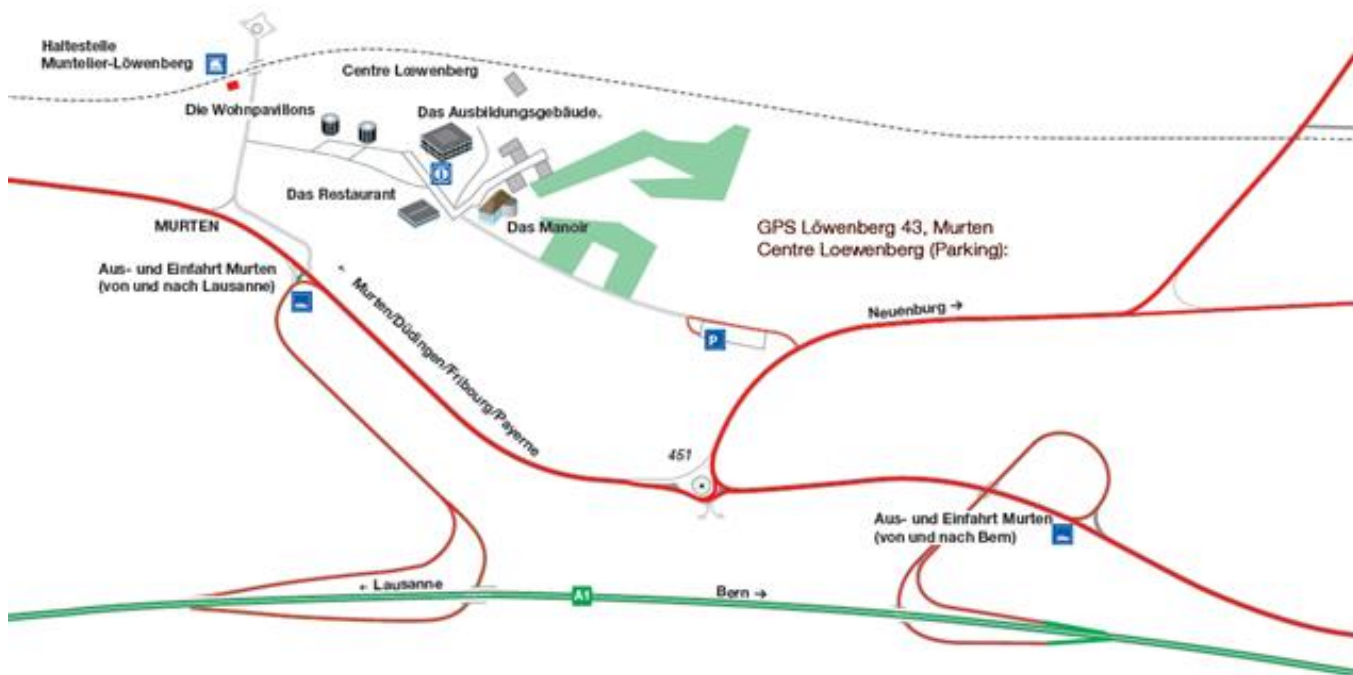 Haltestelle
Muntelier-Löwenberg
Centre Lœwenberg
Die Wohnpavillons
Das Ausbildungsgebäude.
Das Restaurant
Das Manoir
MURTEN
GPS Löwenberg 43, Murten
Centre Loewenberg (Parking):
Aus- und Einfahrt Murten
(von und nach Lausanne)
← Murten/Düdingen/Fribourg/Payerne
Neuenburg →
P
451
Aus- und Einfahrt Murten
(von und nach Bern)
← Lausanne
A1
Bern →